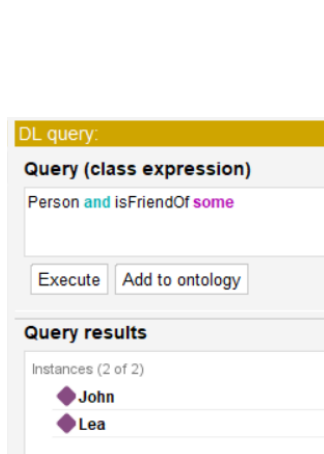 DL query:
Query (class expression)
Person and isFriendOf some
Execute Add to ontology
Query results
Instances (2 of 2)
John
Lea